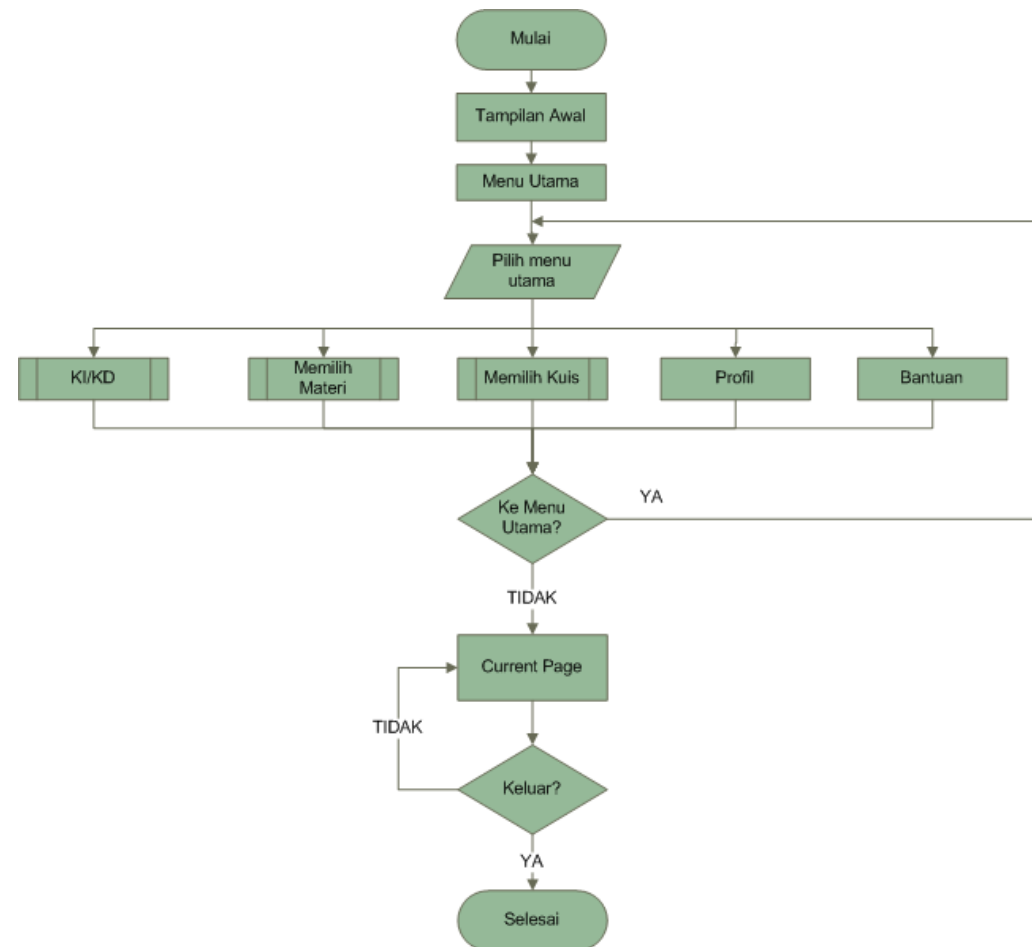 Mulai
Tampilan Awal
Menu Utama
Pilih menu
utama
KI/KD
Memilih
Materi
Memilih Kuis
Profil
Bantuan
Ke Menu
Utama?
YA
TIDAK
Current Page
TIDAK
Keluar?
YA
Selesai